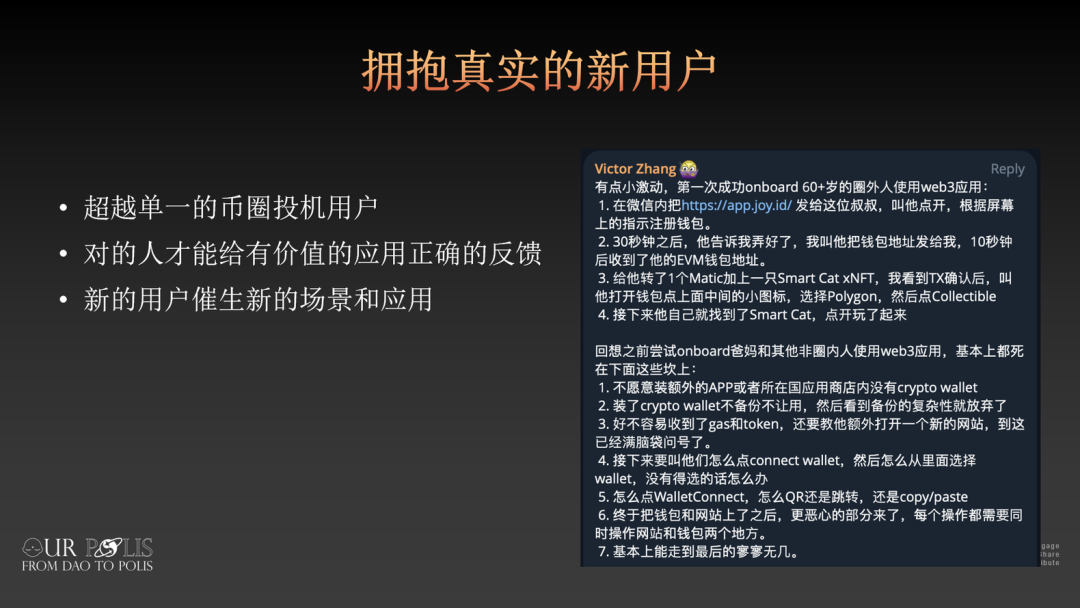 拥抱真实的新用户
• 超越单一的币圈投机用户
• 对的人才能给有价值的应用正确的反馈
• 新的用户催生新的场景和应用
Victor Zhang
Reply
有点小激动，第一次成功onboard 60+岁的圈外人使用web3应用：
1. 在微信内把https://app.joy.id/ 发给这位叔叔，叫他点开，根据屏幕
上的指示注册钱包。
2. 30秒钟之后，他告诉我弄好了，我叫他把钱包地址发给我，10秒钟
后收到了他的EVM钱包地址。
3. 给他转了1个Matic加上一只Smart Cat xNFT，我看到TX确认后，叫
他打开钱包点上面中间的小图标，选择Polygon，然后点Collectible
4. 接下来他自己就找到了Smart Cat，点开玩了起来
回想之前尝试onboard爸妈和其他非圈内人使用web3应用，基本上都死
在下面这些坎上：
1. 不愿意装额外的APP或者所在国应用商店内没有crypto wallet
2. 装了crypto wallet不备份不让用，然后看到备份的复杂性就放弃了
3. 好不容易收到了gas和token，还要教他额外打开一个新的网站，到这
已经满脑袋问号了。
4. 接下来要叫他们怎么点connect wallet，然后怎么从里面选择
wallet，没有得选的话怎么办
5. 怎么点WalletConnect，怎么QR还是跳转，还是copy/paste
6. 终于把钱包和网站上了之后，更恶心的部分来了，每个操作都需要同
时操作网站和钱包两个地方。
7. 基本上能走到最后的寥寥无几。
OUR POLIS
FROM DAO TO POLIS